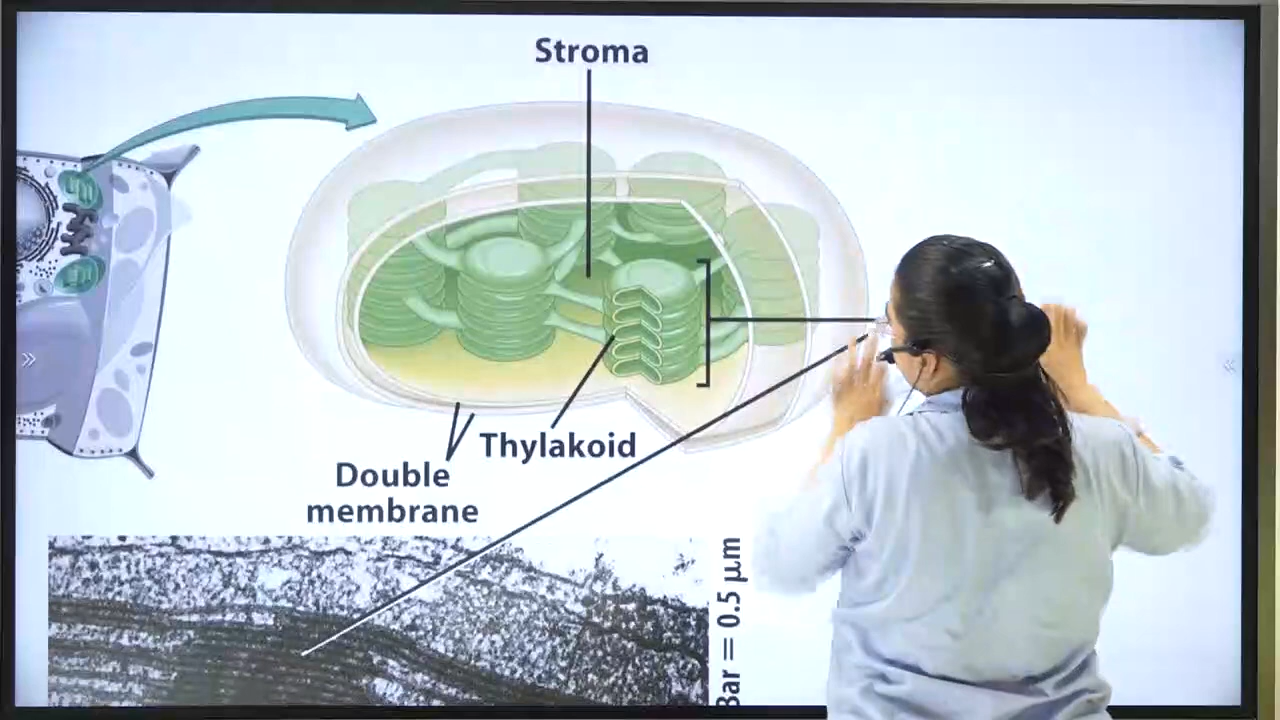 Stroma
Thylakoid
Double
membrane
Bar = 0.5 μm